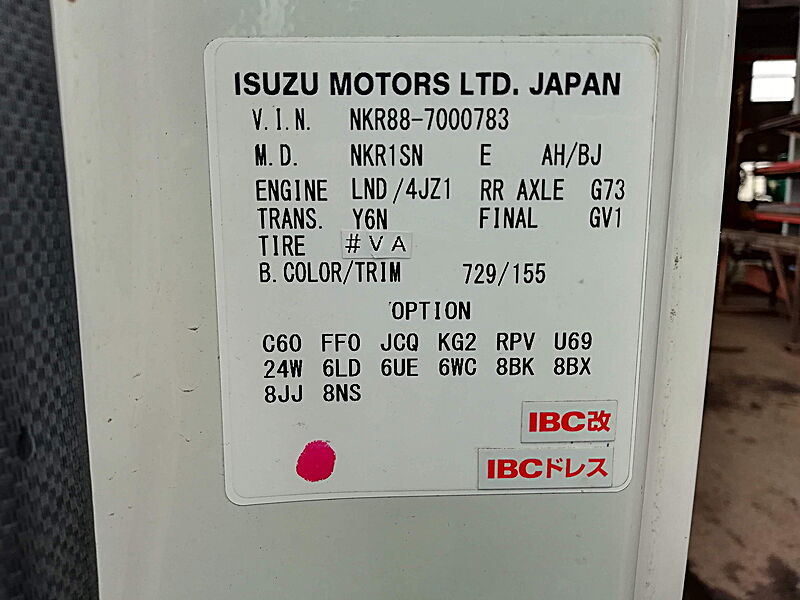 ISUZU MOTORS LTD. JAPAN
V.I.N. NKR88-7000783
M.D. NKR1SN E AH/BJ
ENGINE LND/4JZ1 RR AXLE G73
TRANS. Y6N FINAL GV1
TIRE #VA
B.COLOR/TRIM 729/155
OPTION
C60 FF0 JCQ KG2 RPV U69
24W 6LD 6UE 6WC 8BK 8BX
8JJ 8NS
IBC改
IBCドレス